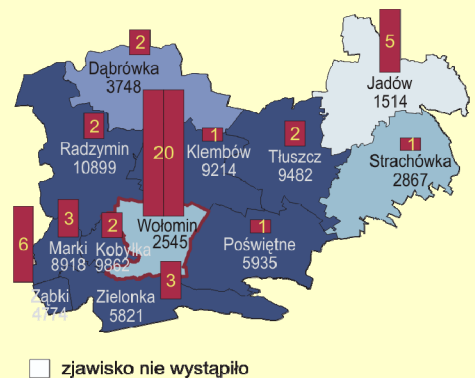 2
Dąbrówka
3748
5
Jadów
1514
2
Radzymin
10899
20
1
Klembów
9214
2
Tłuszcz
9482
1
Strachówka
2867
6
Ząbki
4774
3
Marki
8918
2
Kobyłka
9862
Wołomin
2545
1
Poświętne
5935
3
Zielonka
5821
zjawisko nie wystąpiło